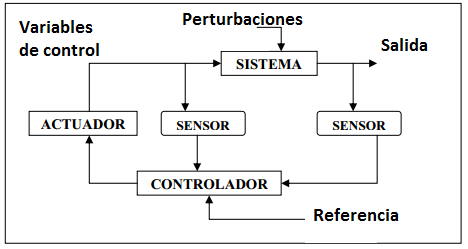 Perturbaciones
Variables
de control
Salida
SISTEMA
ACTUADOR
SENSOR
SENSOR
CONTROLADOR
Referencia